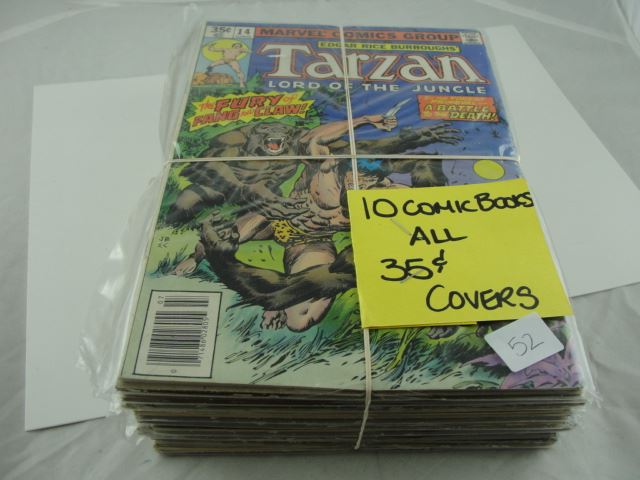 35¢ 14 MARVEL COMICS GROUP
EDGAR RICE BURROUGHS'
Tarzan
LORD OF THE JUNGLE
The FURY of
FANG and CLAW!
A BATTLE
to the DEATH!
10 COMIC BOOKS
ALL
35¢
COVERS
52
07